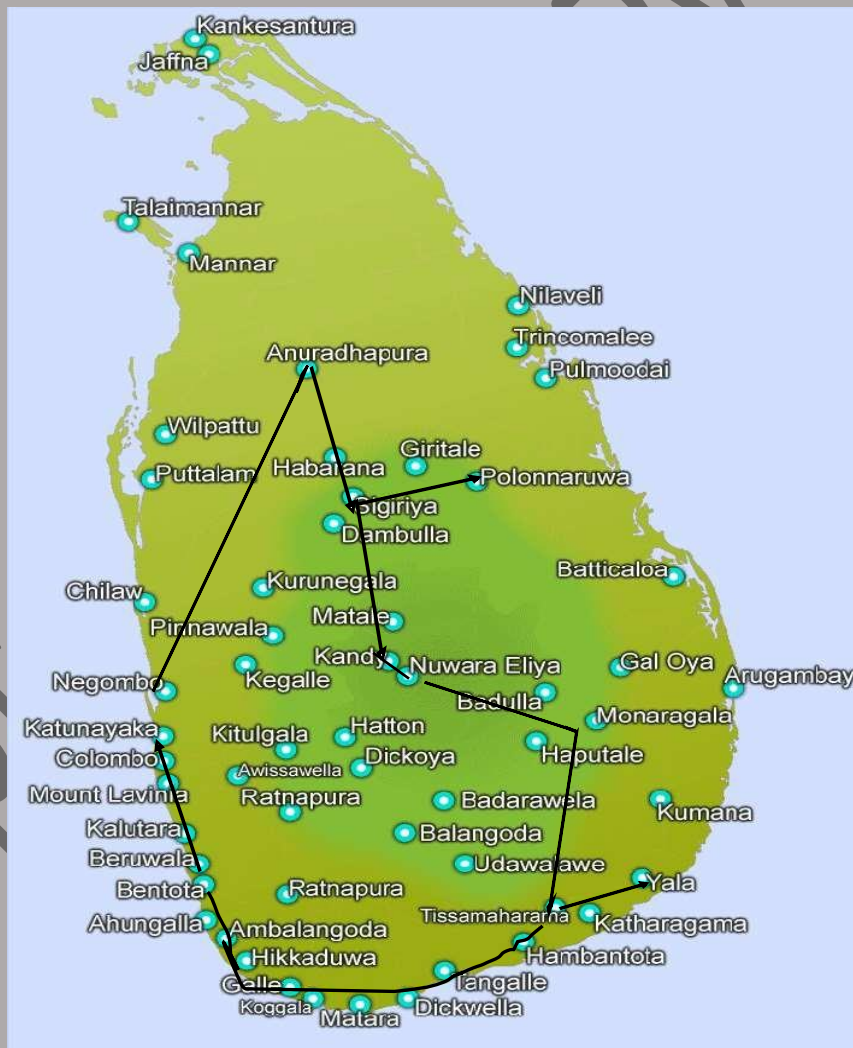 Kankesantura
Jaffna
Talaimannar
Mannar
Nilaveli
Trincomalee
Anuradhapura
Pulmoodai
Wilpattu
Giritale
Habarana
Puttalam
Polonnaruwa
Sigiriya
Dambulla
Batticaloa
Kurunegala
Chilaw
Matale
Pinnawala
Kandy
Nuwara Eliya
Gal Oya
Kegalle
Arugambay
Negombo
Badulla
Monaragala
Katunayaka
Kitulgala
Hatton
Colombo
Dickoya
Haputale
Awissawella
Mount Lavinia
Ratnapura
Badarawela
Kumana
Kalutara
Balangoda
Beruwala
Udawalawe
Bentota
Ratnapura
Yala
Tissamaharama
Ahungalla
Ambalangoda
Katharagama
Hikkaduwa
Hambantota
Galle
Tangalle
Koggala
Matara
Dickwella